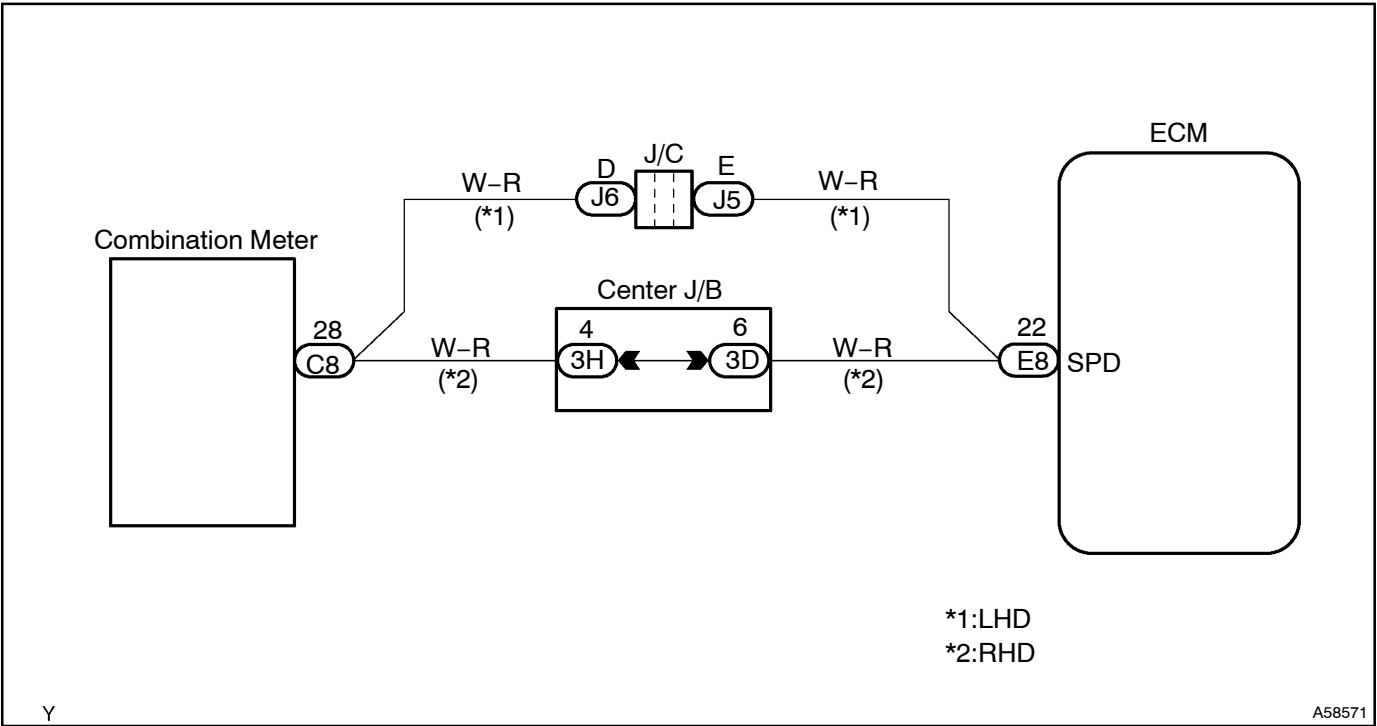 ECM
J/C
D
E
W–R
J6
J5
W–R
(*1)
(*1)
Combination Meter
Center J/B
28
4
6
22
C8
W–R
3H
3D
W–R
E8
SPD
(*2)
(*2)
*1:LHD
*2:RHD
Y
A58571